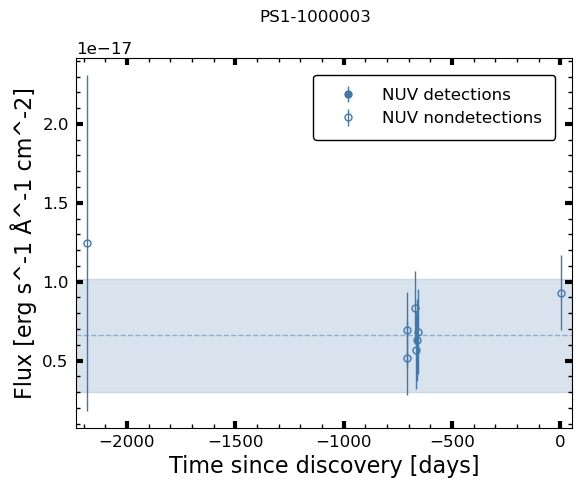 PS1-1000003
1e−17
NUV detections
NUV nondetections
2.0
1.5
1.0
0.5
Flux [erg s^-1 Å^-1 cm^-2]
−2000
−1500
−1000
−500
0
Time since discovery [days]